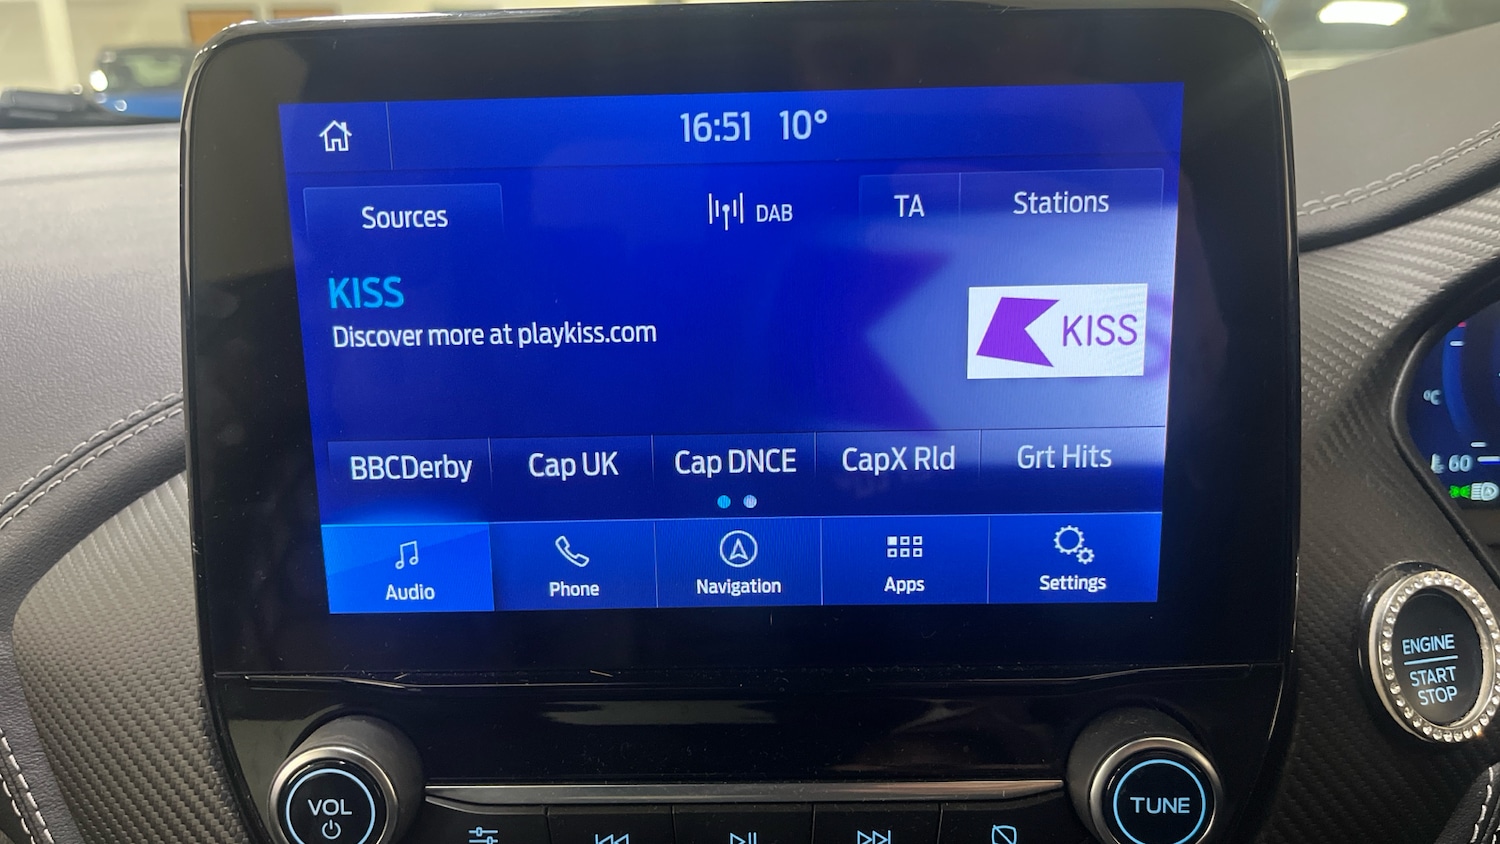 16:51 10°
Sources
DAB
TA
Stations
KISS
Discover more at playkiss.com
KISS
BBCDerby
Cap UK
Cap DNCE
CapX Rld
Grt Hits
Audio
Phone
Navigation
Apps
Settings
VOL
TUNE
ENGINE
START
STOP
°C
60